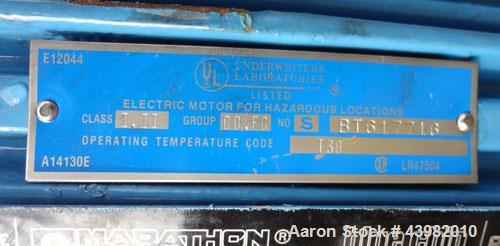 E12044
UL UNDERWRITERS
LABORATORIES
INC. ®
LISTED
ELECTRIC MOTOR FOR HAZARDOUS LOCATIONS
CLASS I,II GROUP CD,FG NO S BT617716
OPERATING TEMPERATURE CODE T3B
A14130E LR47504
MARATHON®
Aaron Stock # 43982010